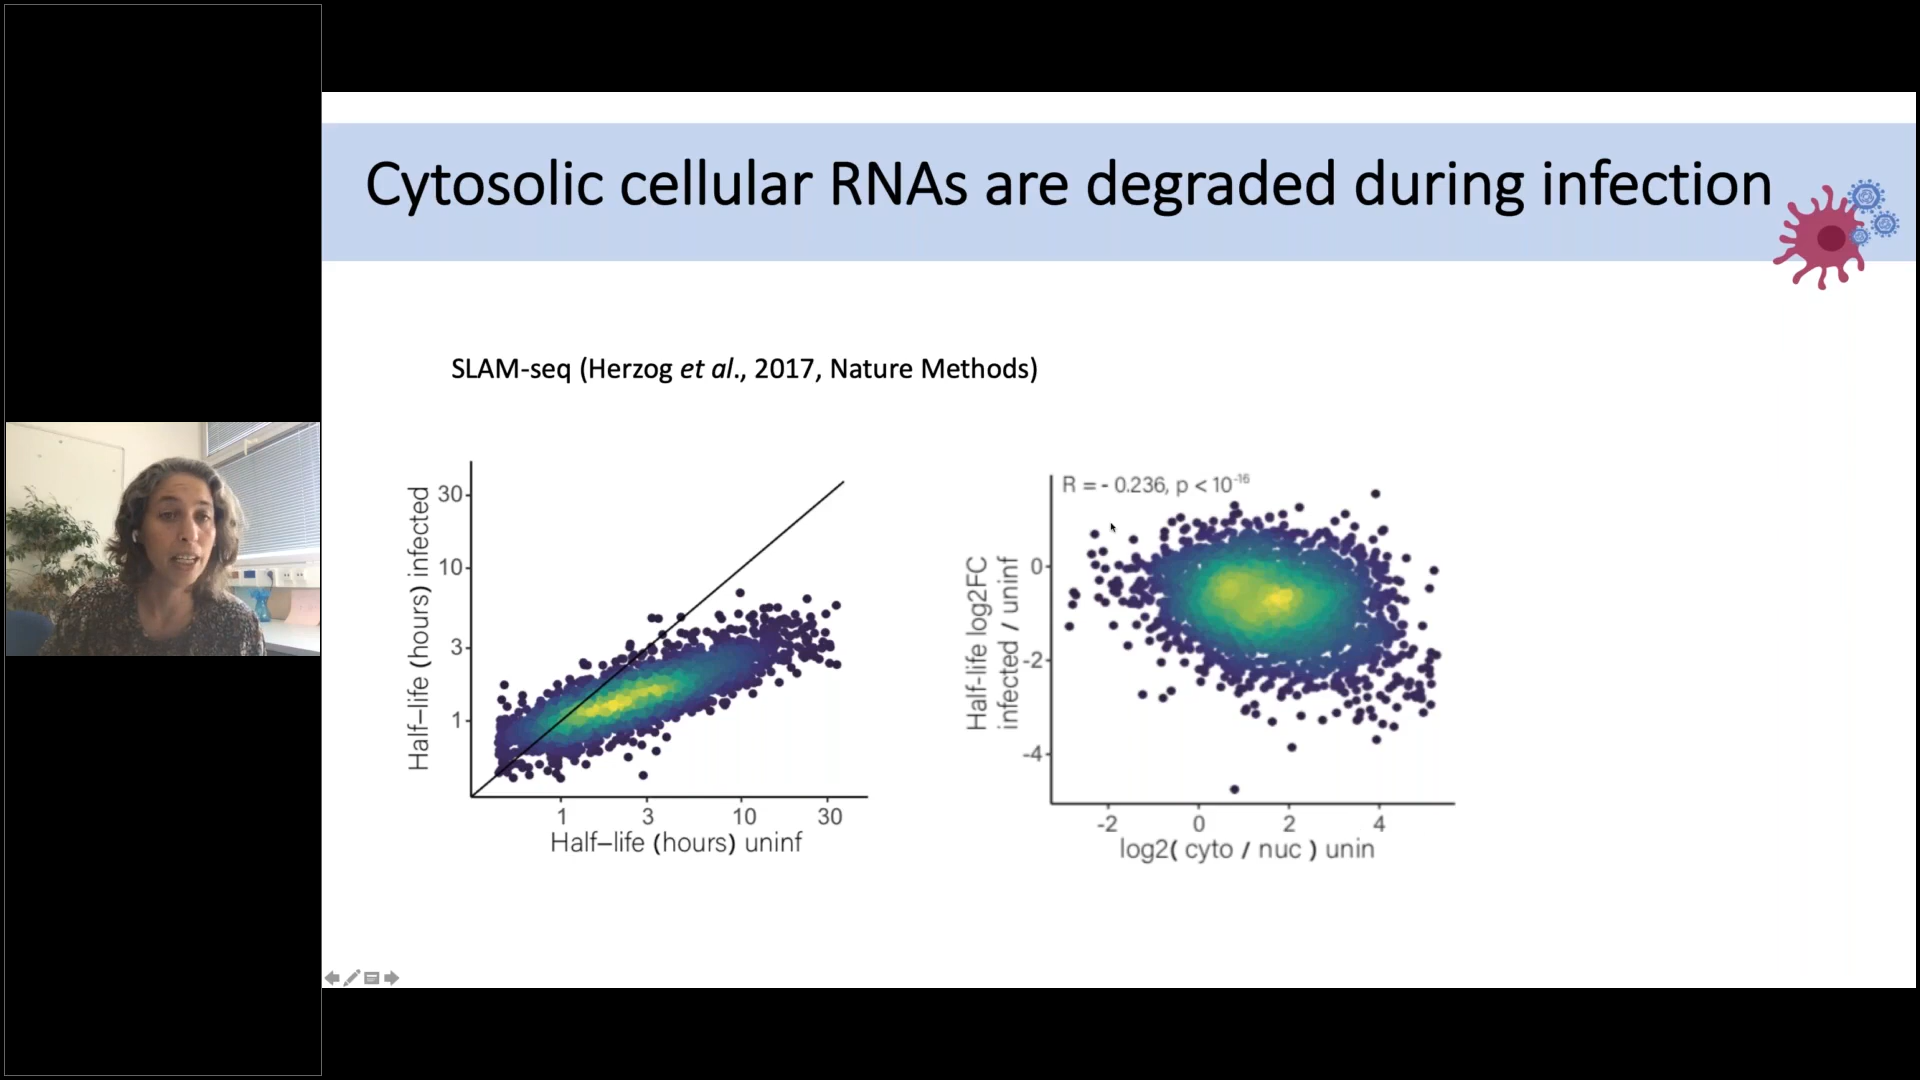 Cytosolic cellular RNAs are degraded during infection
SLAM-seq (Herzog et al., 2017, Nature Methods)
Half–life (hours) infected
30
10
3
1
1 3 10 30
Half–life (hours) uninf
R = - 0.236, p < 10⁻¹⁶
Half-life log2FC
infected / uninf
0
-2
-4
-2 0 2 4
log2( cyto / nuc ) unin